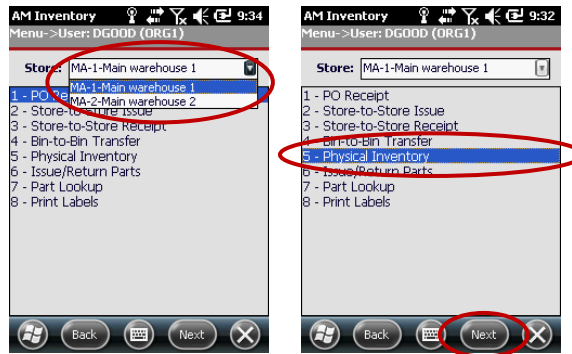 AM Inventory 9:34
Menu->User: DGOOD (ORG1)
Store: MA-1-Main warehouse 1
MA-1-Main warehouse 1
MA-2-Main warehouse 2
1 - PO Re
2 - Store-to-Store Issue
3 - Store-to-Store Receipt
4 - Bin-to-Bin Transfer
5 - Physical Inventory
6 - Issue/Return Parts
7 - Part Lookup
8 - Print Labels
Back Next
AM Inventory 9:32
Menu->User: DGOOD (ORG1)
Store: MA-1-Main warehouse 1
1 - PO Receipt
2 - Store-to-Store Issue
3 - Store-to-Store Receipt
4 - Bin-to-Bin Transfer
5 - Physical Inventory
6 - Issue/Return Parts
7 - Part Lookup
8 - Print Labels
Back Next